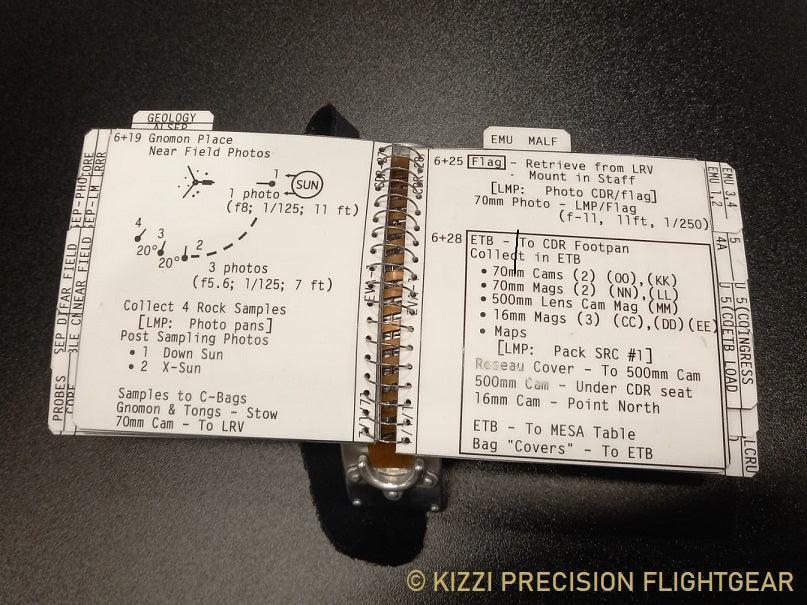 GEOLOGY
ALSEP
6+19 Gnomon Place
Near Field Photos
1
SUN
1 photo
(f8; 1/125; 11 ft)
4
3
20°
2
20°
3 photos
(f5.6; 1/125; 7 ft)
Collect 4 Rock Samples
[LMP: Photo pans]
Post Sampling Photos
• 1 Down Sun
• 2 X-Sun
Samples to C-Bags
Gnomon & Tongs - Stow
70mm Cam - To LRV
PROBES
CORE
EMU MALF
6+25 Flag - Retrieve from LRV
- Mount in Staff
[LMP: Photo CDR/flag]
70mm Photo - LMP/Flag
(f-11, 11ft, 1/250)
6+28
ETB - To CDR Footpan
Collect in ETB
• 70mm Cams (2) (OO),(KK)
• 70mm Mags (2) (NN),(LL)
• 500mm Lens Cam Mag (MM)
• 16mm Mags (3) (CC),(DD)(EE)
• Maps
[LMP: Pack SRC #1]
Reseau Cover - To 500mm Cam
500mm Cam - Under CDR seat
16mm Cam - Point North
ETB - To MESA Table
Bag "Covers" - To ETB
EMU 1,2
EMU 3,4
4A
5
LCRU
© KIZZI PRECISION FLIGHTGEAR